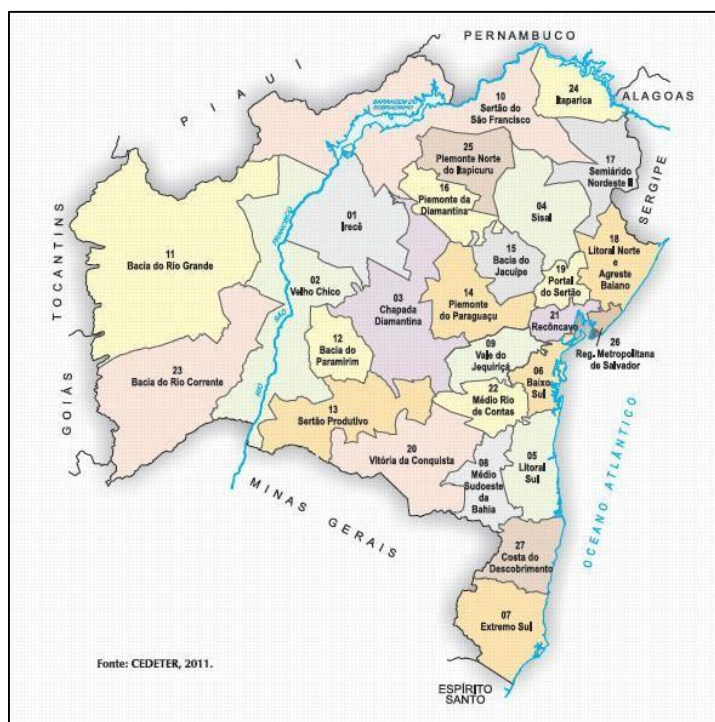 PERNAMBUCO
PIAUÍ
ALAGOAS
SERGIPE
TOCANTINS
GOIÁS
MINAS GERAIS
ESPÍRITO
SANTO
OCEANO ATLÂNTICO
BARRAGEM DO
SOBRADINHO
RIO SÃO FRANCISCO
24
Itaparica
10
Sertão do
São Francisco
25
Piemonte Norte
do Itapicuru
17
Semiárido
Nordeste II
16
Piemonte da
Diamantina
04
Sisal
01
Irecê
11
Bacia do Rio Grande
15
Bacia do
Jacuípe
18
Litoral Norte
e
Agreste
Baiano
19
Portal
do Sertão
02
Velho Chico
03
Chapada
Diamantina
14
Piemonte
do Paraguaçu
21
Recôncavo
26
Reg. Metropolitana
de Salvador
12
Bacia do
Paramirim
09
Vale do
Jequiriçá
06
Baixo
Sul
23
Bacia do Rio Corrente
22
Médio Rio
de Contas
13
Sertão Produtivo
20
Vitória da Conquista
08
Médio
Sudoeste
da
Bahia
05
Litoral
Sul
27
Costa do
Descobrimento
07
Extremo Sul
Fonte: CEDETER, 2011.